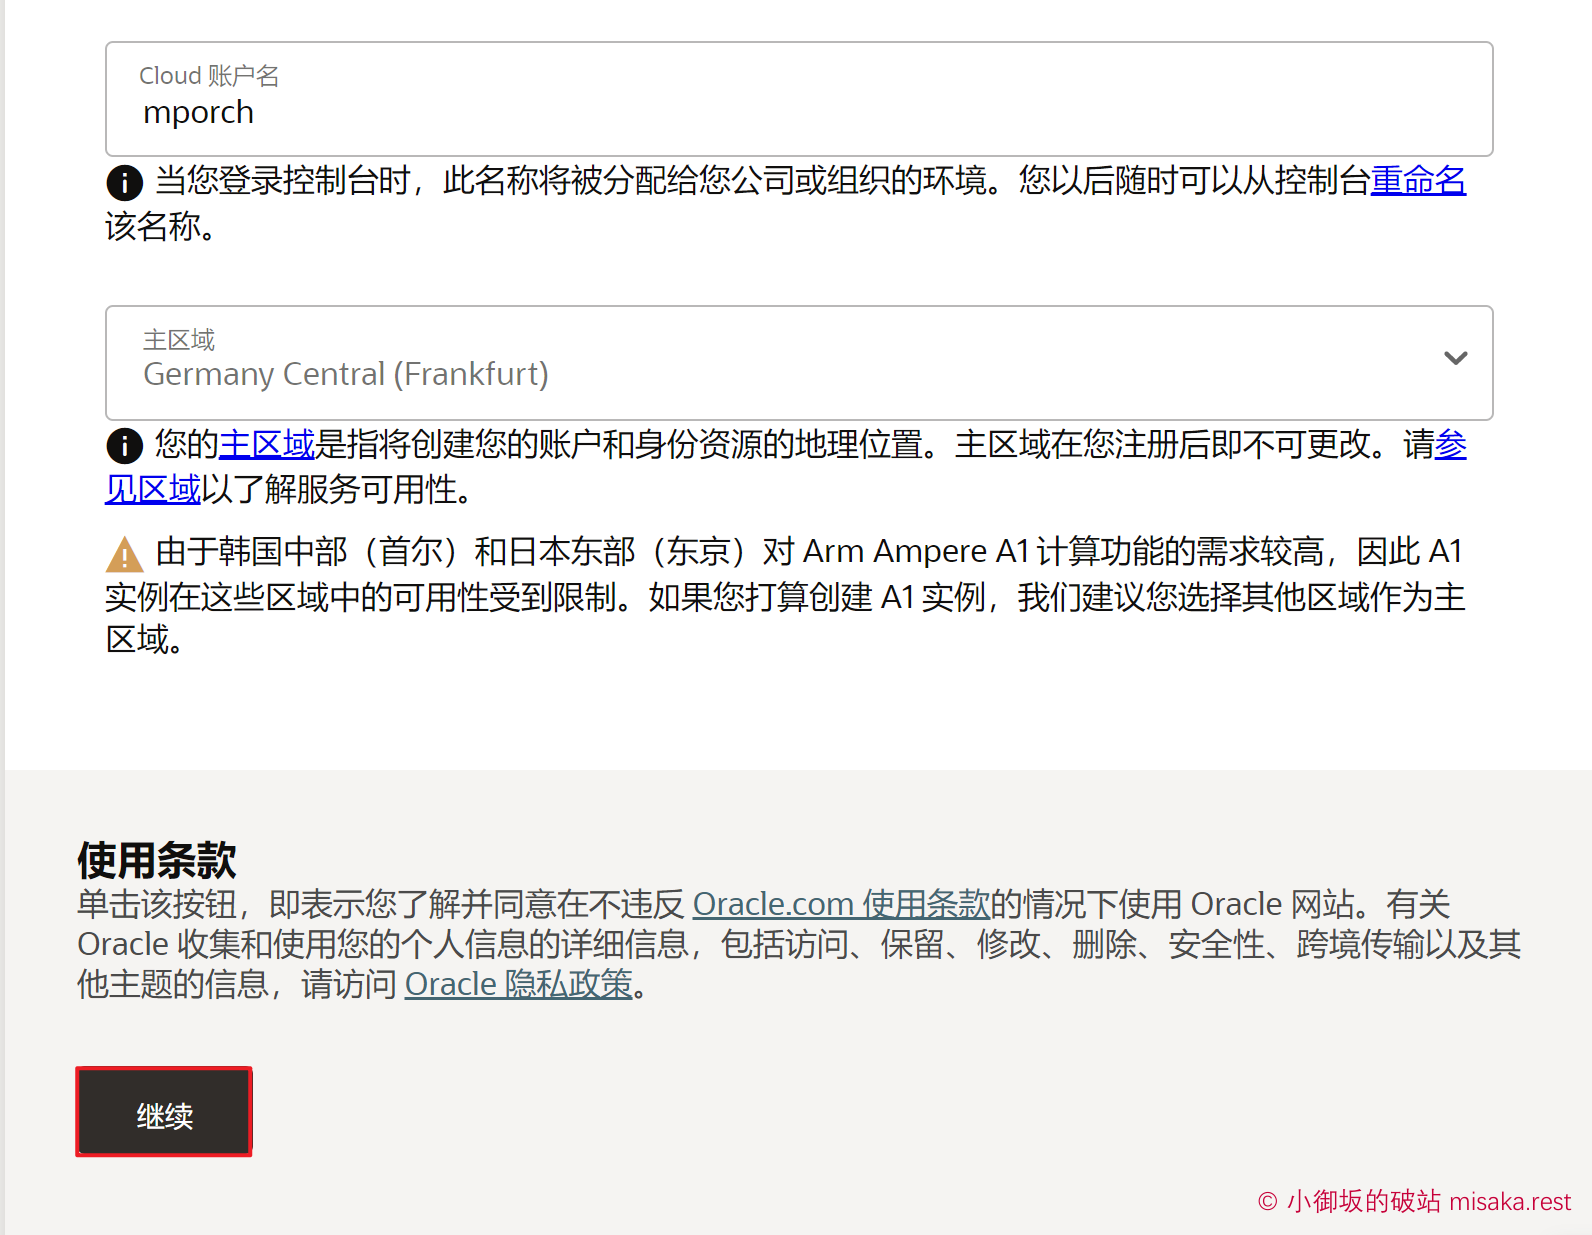 Cloud 账户名
mporch
当您登录控制台时，此名称将被分配给您公司或组织的环境。您以后随时可以从控制台重命名
该名称。
主区域
Germany Central (Frankfurt)
您的主区域是指将创建您的账户和身份资源的地理位置。主区域在您注册后即不可更改。请参
见区域以了解服务可用性。
由于韩国中部（首尔）和日本东部（东京）对 Arm Ampere A1 计算功能的需求较高，因此 A1
实例在这些区域中的可用性受到限制。如果您打算创建 A1 实例，我们建议您选择其他区域作为主
区域。
使用条款
单击该按钮，即表示您了解并同意在不违反 Oracle.com 使用条款的情况下使用 Oracle 网站。有关
Oracle 收集和使用您的个人信息的详细信息，包括访问、保留、修改、删除、安全性、跨境传输以及其
他主题的信息，请访问 Oracle 隐私政策。
继续
© 小御坂的破站 misaka.rest